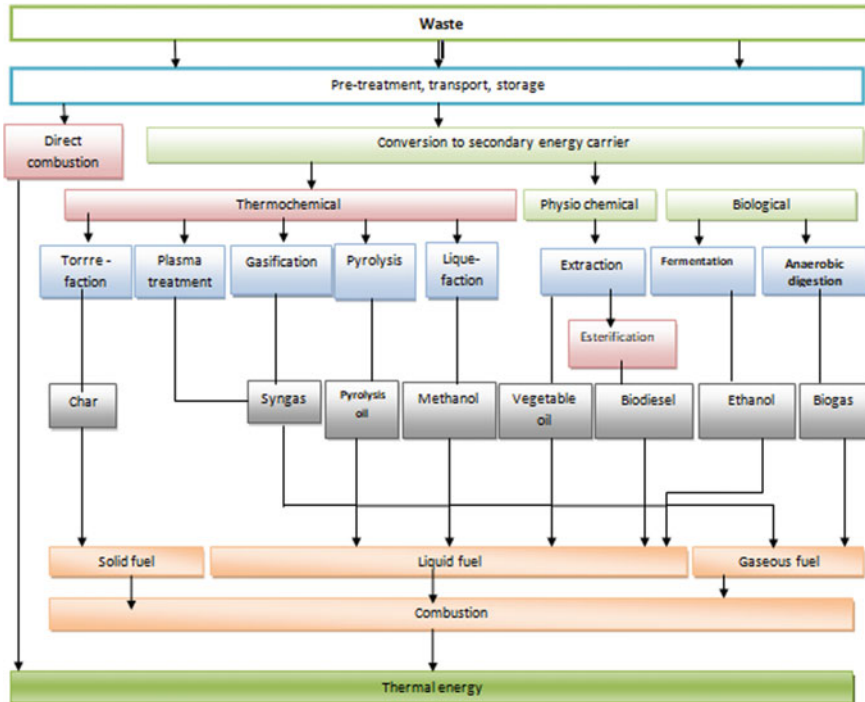 Waste
Pre-treatment, transport, storage
Direct
combustion
Conversion to secondary energy carrier
Thermochemical
Physio chemical
Biological
Torrre -
faction
Plasma
treatment
Gasification
Pyrolysis
Lique-
faction
Extraction
Fermentation
Anaerobic
digestion
Esterification
Char
Syngas
Pyrolysis
oil
Methanol
Vegetable
oil
Biodiesel
Ethanol
Biogas
Solid fuel
Liquid fuel
Gaseous fuel
Combustion
Thermal energy